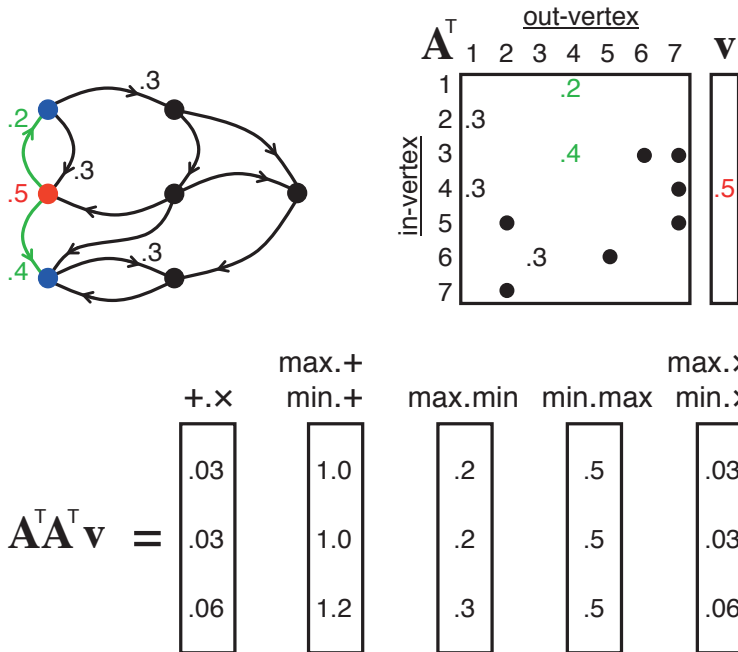 out-vertex
A^T 1 2 3 4 5 6 7 v
in-vertex
1 .2
2 .3
3 .4
4 .3 .5
5
6 .3
7
.3
.2
.3
.5
.3
.4
max.+ max.×
+.× min.+ max.min min.max min.×
.03 1.0 .2 .5 .03
A^T A^T v = .03 1.0 .2 .5 .03
.06 1.2 .3 .5 .06